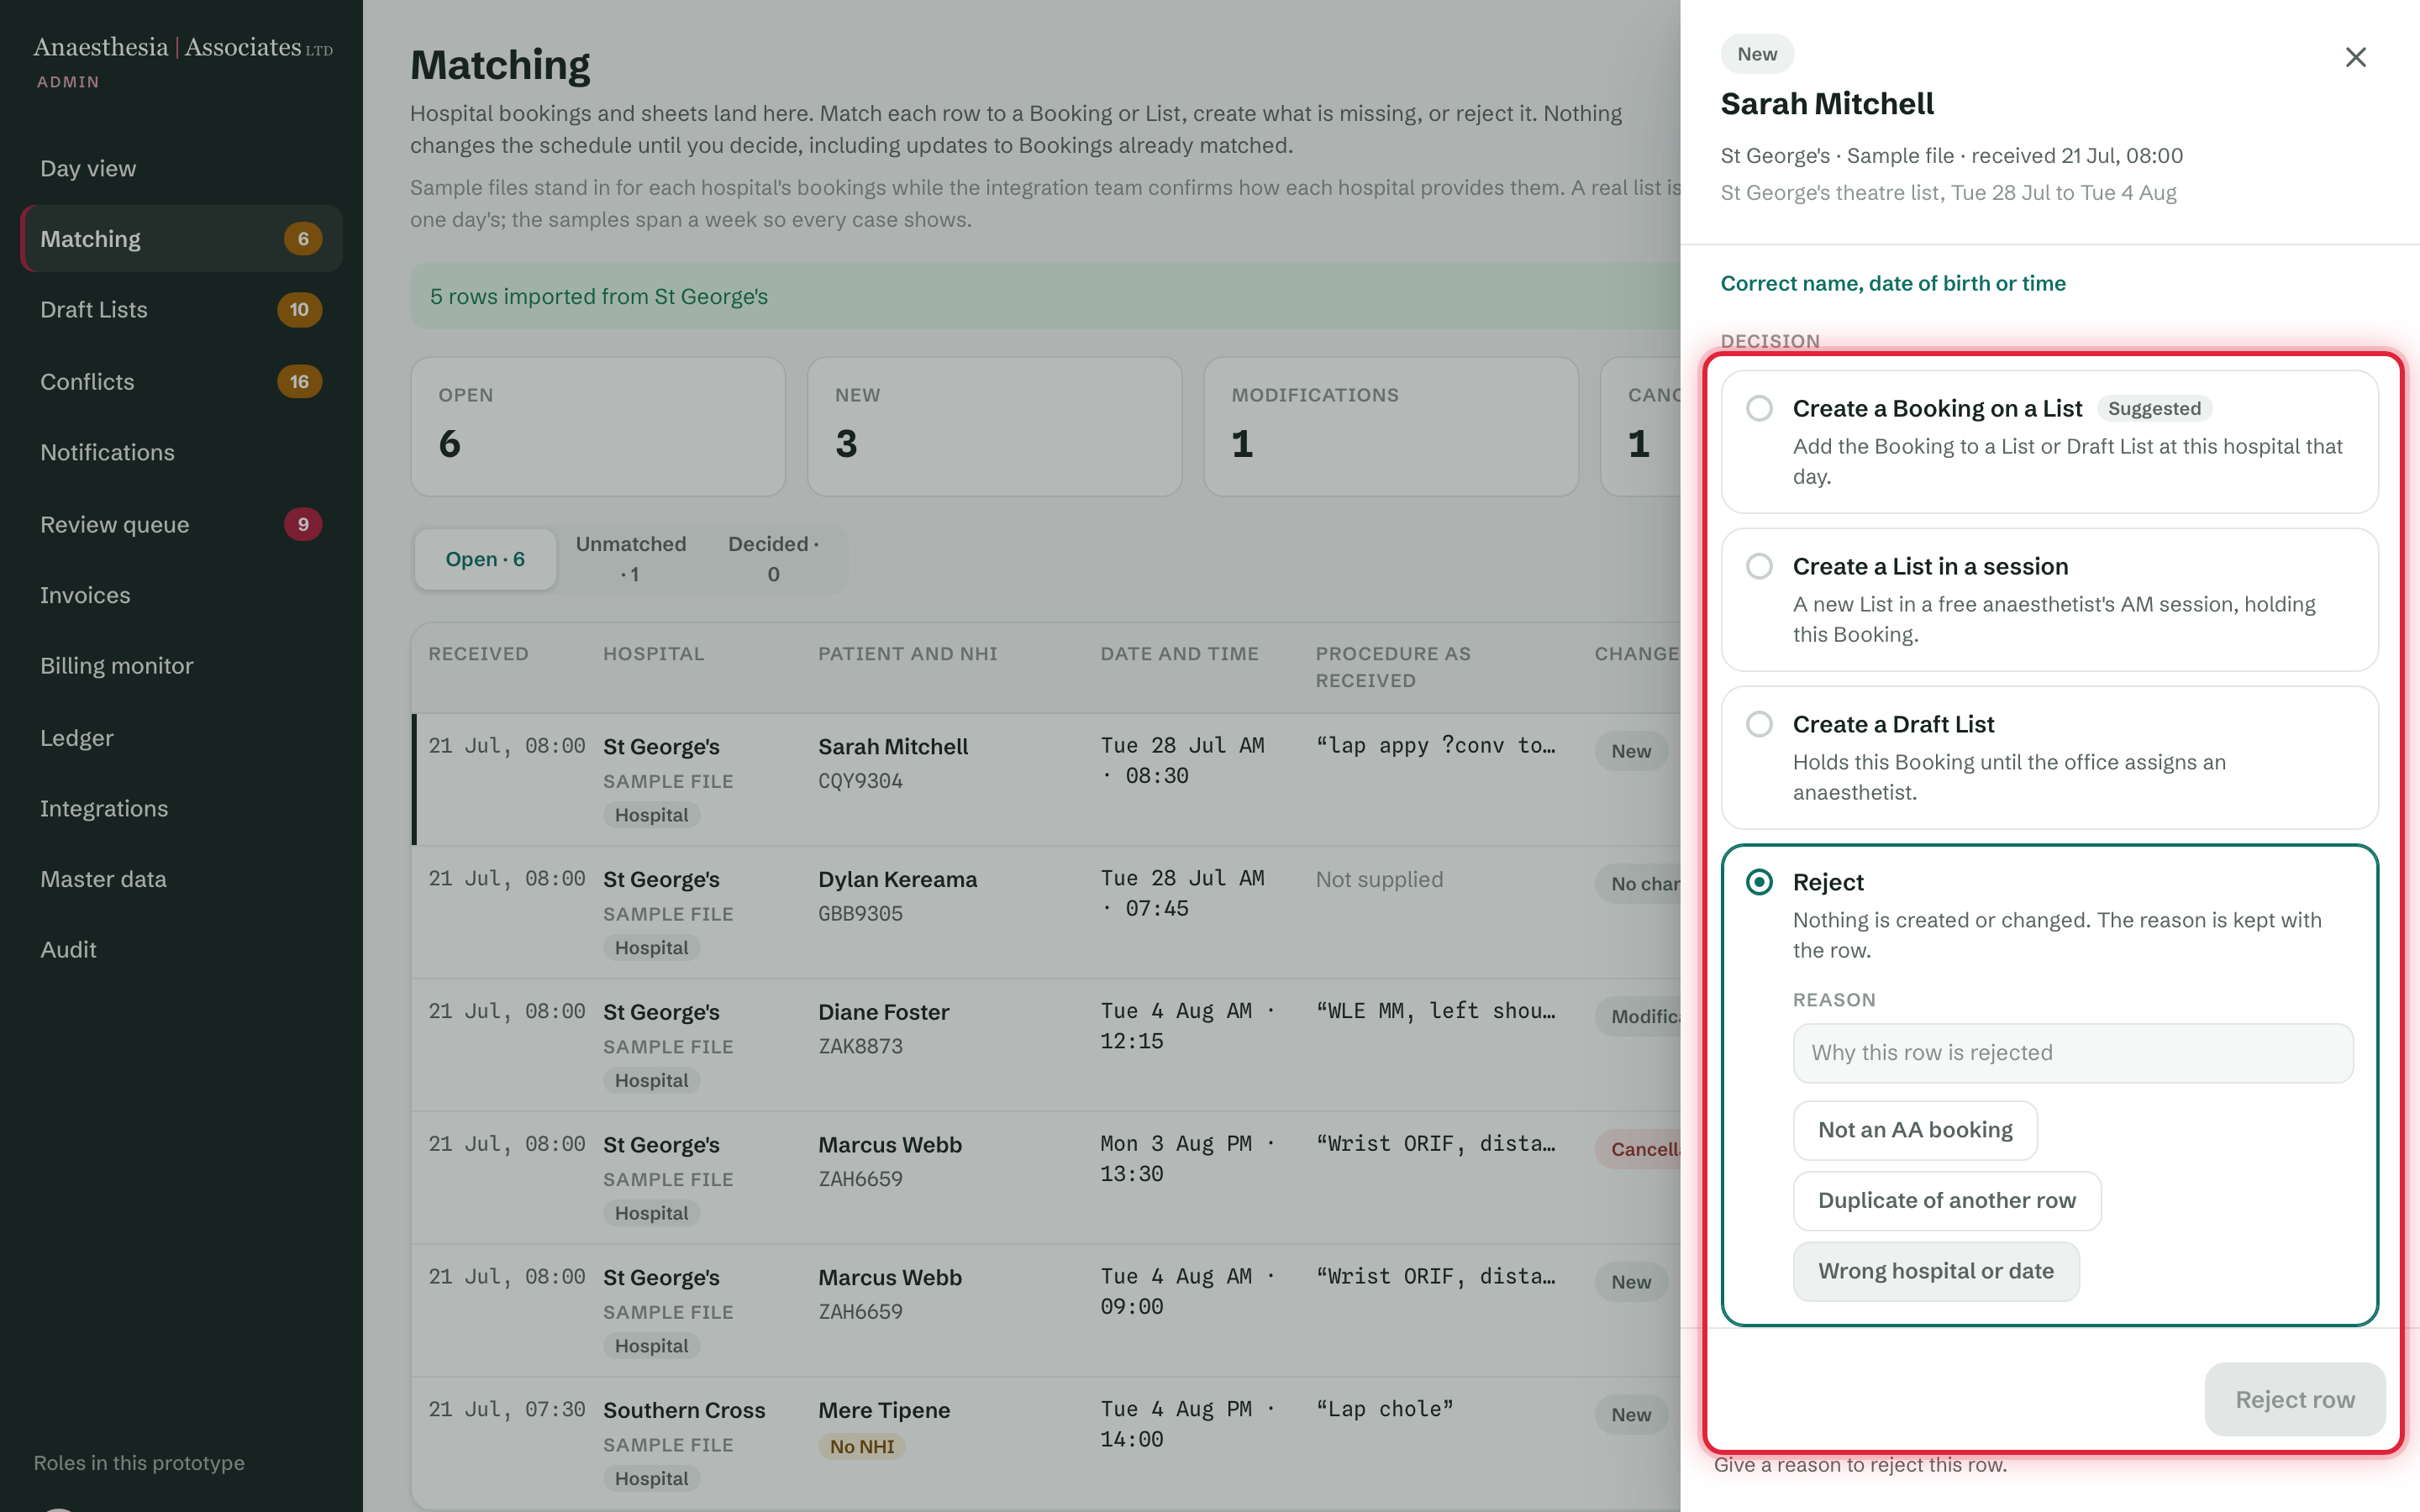 Anaesthesia | Associates LTD
ADMIN
Day view
Matching 6
Draft Lists 10
Conflicts 16
Notifications
Review queue 9
Invoices
Billing monitor
Ledger
Integrations
Master data
Audit
Roles in this prototype
Matching
Hospital bookings and sheets land here. Match each row to a Booking or List, create what is missing, or reject it. Nothing
changes the schedule until you decide, including updates to Bookings already matched.
Sample files stand in for each hospital's bookings while the integration team confirms how each hospital provides them. A real list is
one day's; the samples span a week so every case shows.
5 rows imported from St George's
OPEN
6
NEW
3
MODIFICATIONS
1
CANC
1
Open · 6
Unmatched
· 1
Decided ·
0
RECEIVED HOSPITAL PATIENT AND NHI DATE AND TIME PROCEDURE AS CHANGE
RECEIVED
21 Jul, 08:00 St George's Sarah Mitchell Tue 28 Jul AM “lap appy ?conv to… New
SAMPLE FILE CQY9304 · 08:30
Hospital
21 Jul, 08:00 St George's Dylan Kereama Tue 28 Jul AM Not supplied No char
SAMPLE FILE GBB9305 · 07:45
Hospital
21 Jul, 08:00 St George's Diane Foster Tue 4 Aug AM · “WLE MM, left shou… Modifica
SAMPLE FILE ZAK8873 12:15
Hospital
21 Jul, 08:00 St George's Marcus Webb Mon 3 Aug PM · “Wrist ORIF, dista… Cancella
SAMPLE FILE ZAH6659 13:30
Hospital
21 Jul, 08:00 St George's Marcus Webb Tue 4 Aug AM · “Wrist ORIF, dista… New
SAMPLE FILE ZAH6659 09:00
Hospital
21 Jul, 07:30 Southern Cross Mere Tipene Tue 4 Aug PM · “Lap chole” New
SAMPLE FILE No NHI 14:00
Hospital
New
Sarah Mitchell
St George's · Sample file · received 21 Jul, 08:00
St George's theatre list, Tue 28 Jul to Tue 4 Aug
Correct name, date of birth or time
DECISION
Create a Booking on a List Suggested
Add the Booking to a List or Draft List at this hospital that
day.
Create a List in a session
A new List in a free anaesthetist's AM session, holding
this Booking.
Create a Draft List
Holds this Booking until the office assigns an
anaesthetist.
Reject
Nothing is created or changed. The reason is kept with
the row.
REASON
Why this row is rejected
Not an AA booking
Duplicate of another row
Wrong hospital or date
Reject row
Give a reason to reject this row.